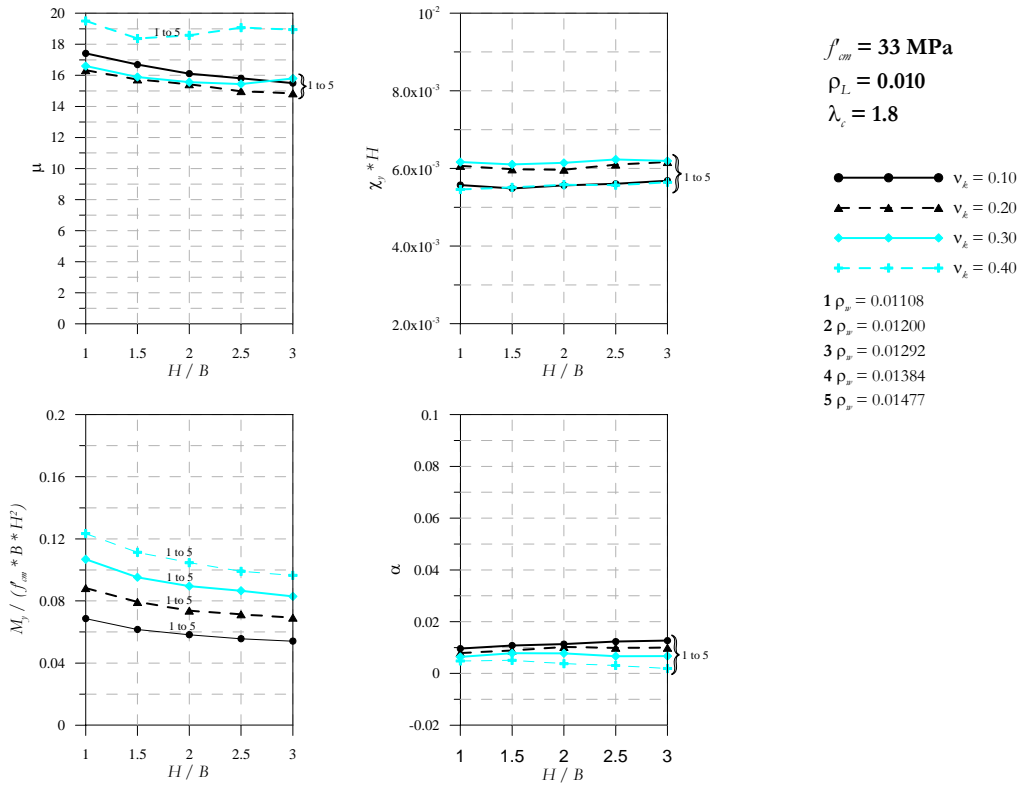 20
18
16
14
12
10
8
6
4
2
0
μ
1 to 5
1 to 5
1 1.5 2 2.5 3
H / B
10⁻²
8.0x10⁻³
6.0x10⁻³
4.0x10⁻³
2.0x10⁻³
χy * H
1 to 5
1 1.5 2 2.5 3
H / B
f'cm = 33 MPa
ρL = 0.010
λc = 1.8
νk = 0.10
νk = 0.20
νk = 0.30
νk = 0.40
1 ρw = 0.01108
2 ρw = 0.01200
3 ρw = 0.01292
4 ρw = 0.01384
5 ρw = 0.01477
0.2
0.16
0.12
0.08
0.04
0
My / (f'cm * B * H²)
1 to 5
1 to 5
1 to 5
1 to 5
1 1.5 2 2.5 3
H / B
0.1
0.08
0.06
0.04
0.02
0
-0.02
α
1 to 5
1 1.5 2 2.5 3
H / B